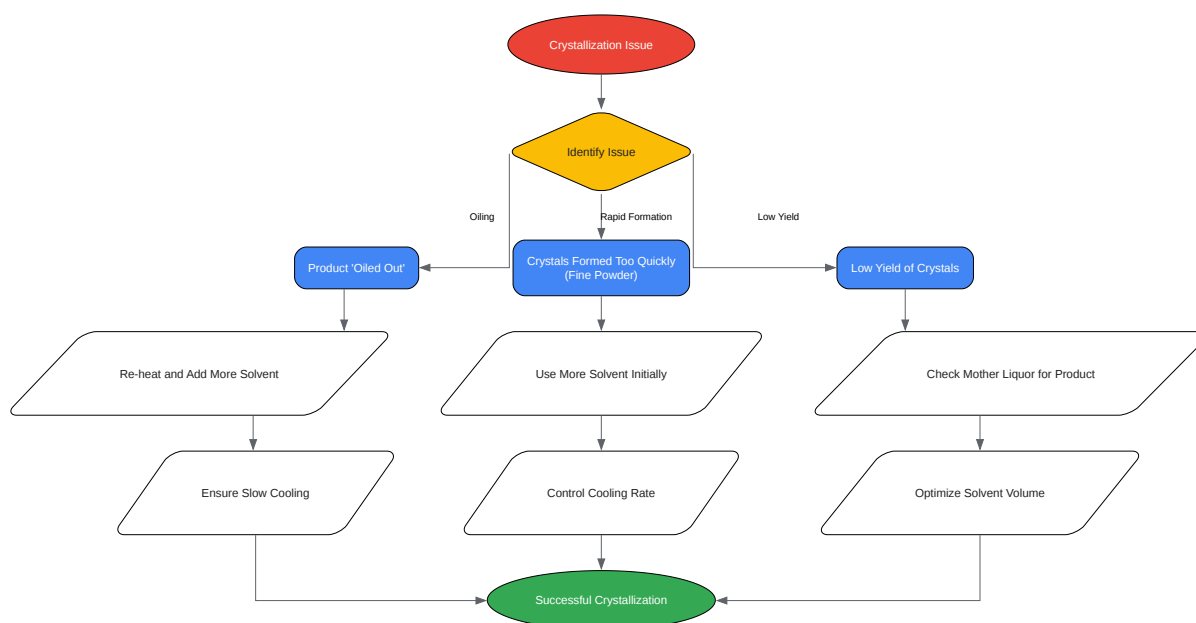 Crystallization Issue
Identify Issue
Oiling
Rapid Formation
Low Yield
Product 'Oiled Out'
Crystals Formed Too Quickly
(Fine Powder)
Low Yield of Crystals
Re-heat and Add More Solvent
Use More Solvent Initially
Check Mother Liquor for Product
Ensure Slow Cooling
Control Cooling Rate
Optimize Solvent Volume
Successful Crystallization